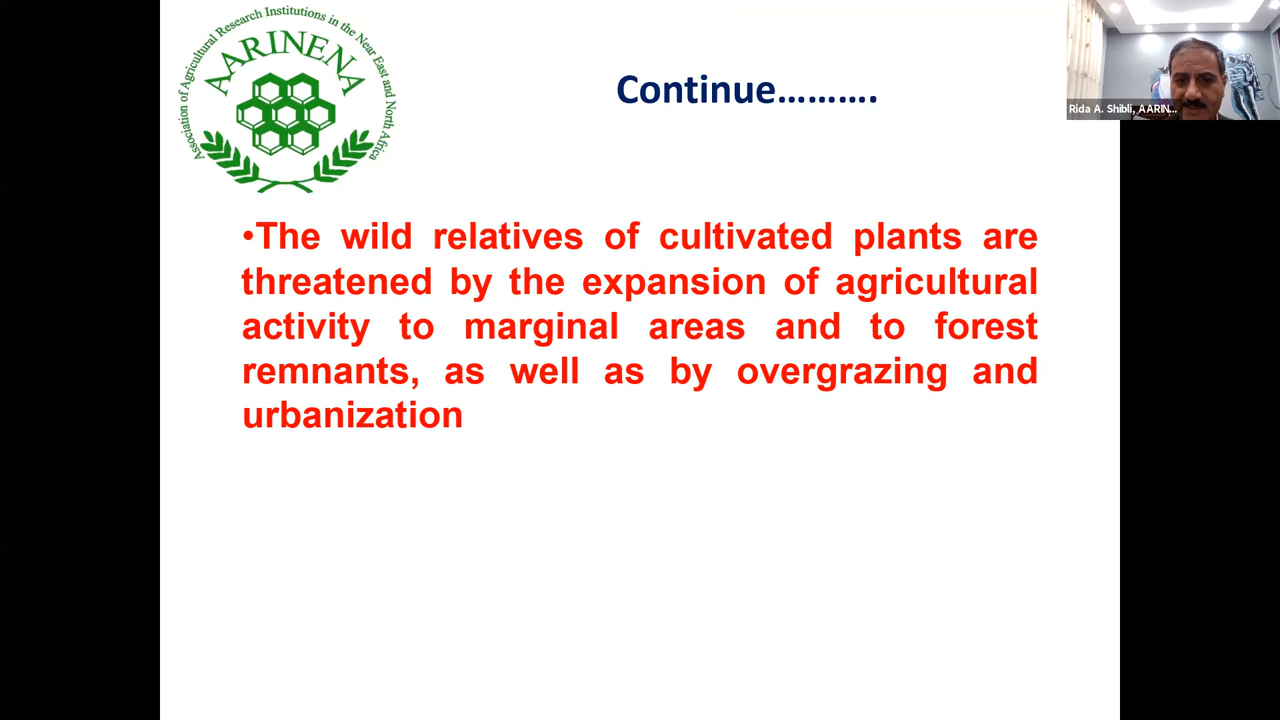 Association of Agricultural Research Institutions in the Near East and North Africa
AARINENA
Continue……….
Rida A. Shibli, AARIN...
•The wild relatives of cultivated plants are
threatened by the expansion of agricultural
activity to marginal areas and to forest
remnants, as well as by overgrazing and
urbanization